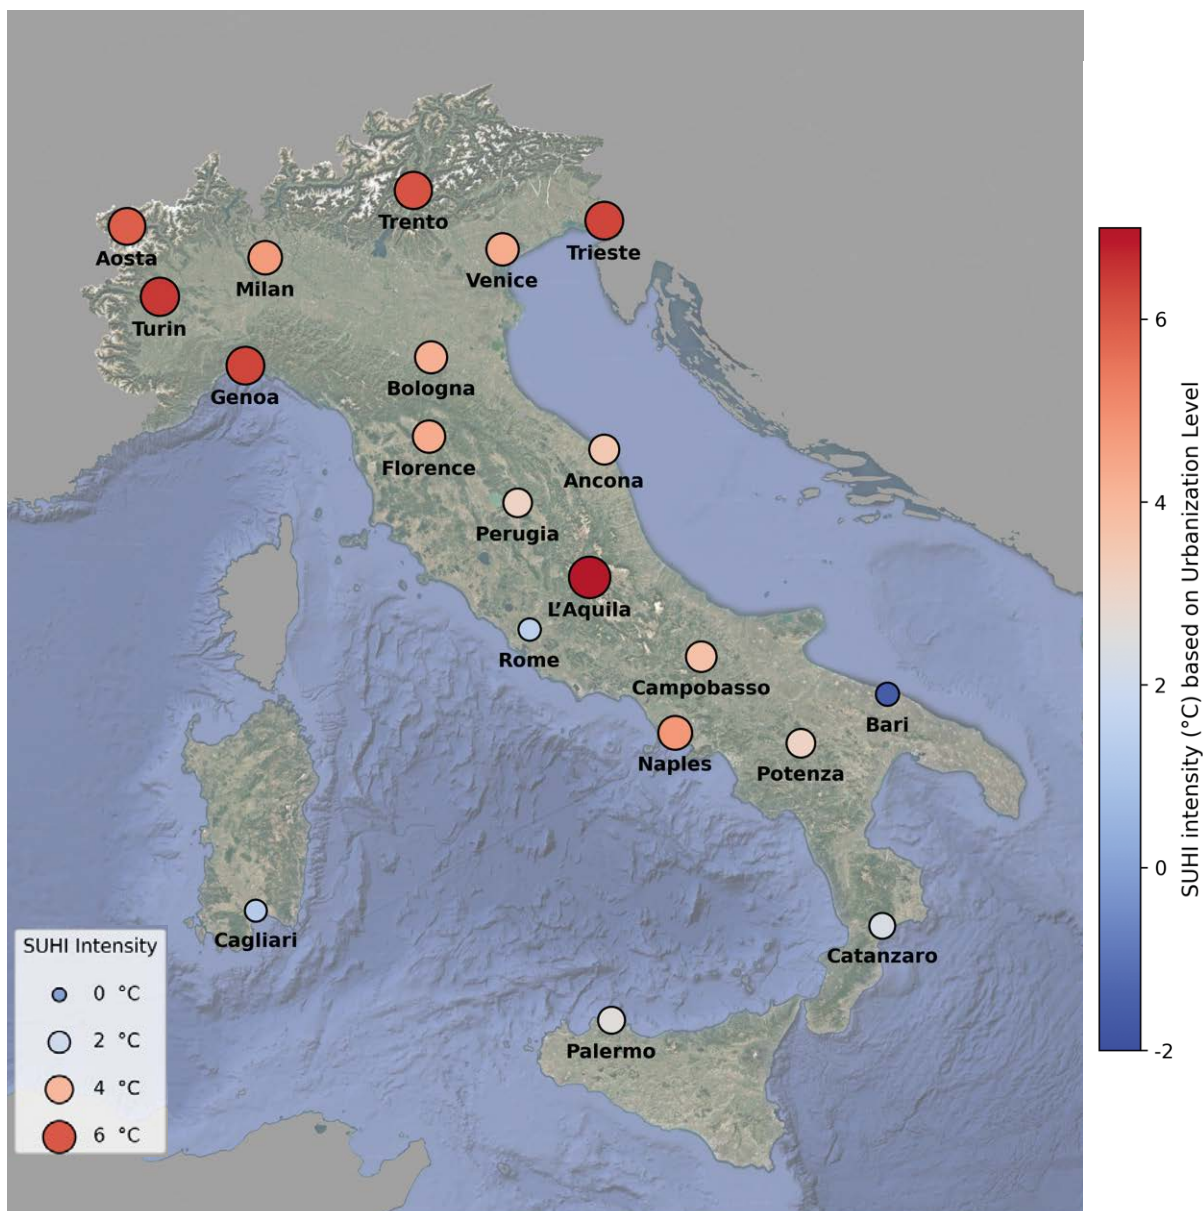 Trento
Trieste
Aosta
Venice
Milan
Turin
Genoa
Bologna
Florence
Ancona
Perugia
L’Aquila
Rome
Campobasso
Bari
Naples
Potenza
Cagliari
Catanzaro
Palermo
SUHI Intensity
0 °C
2 °C
4 °C
6 °C
6
4
2
0
-2
SUHI intensity (°C) based on Urbanization Level